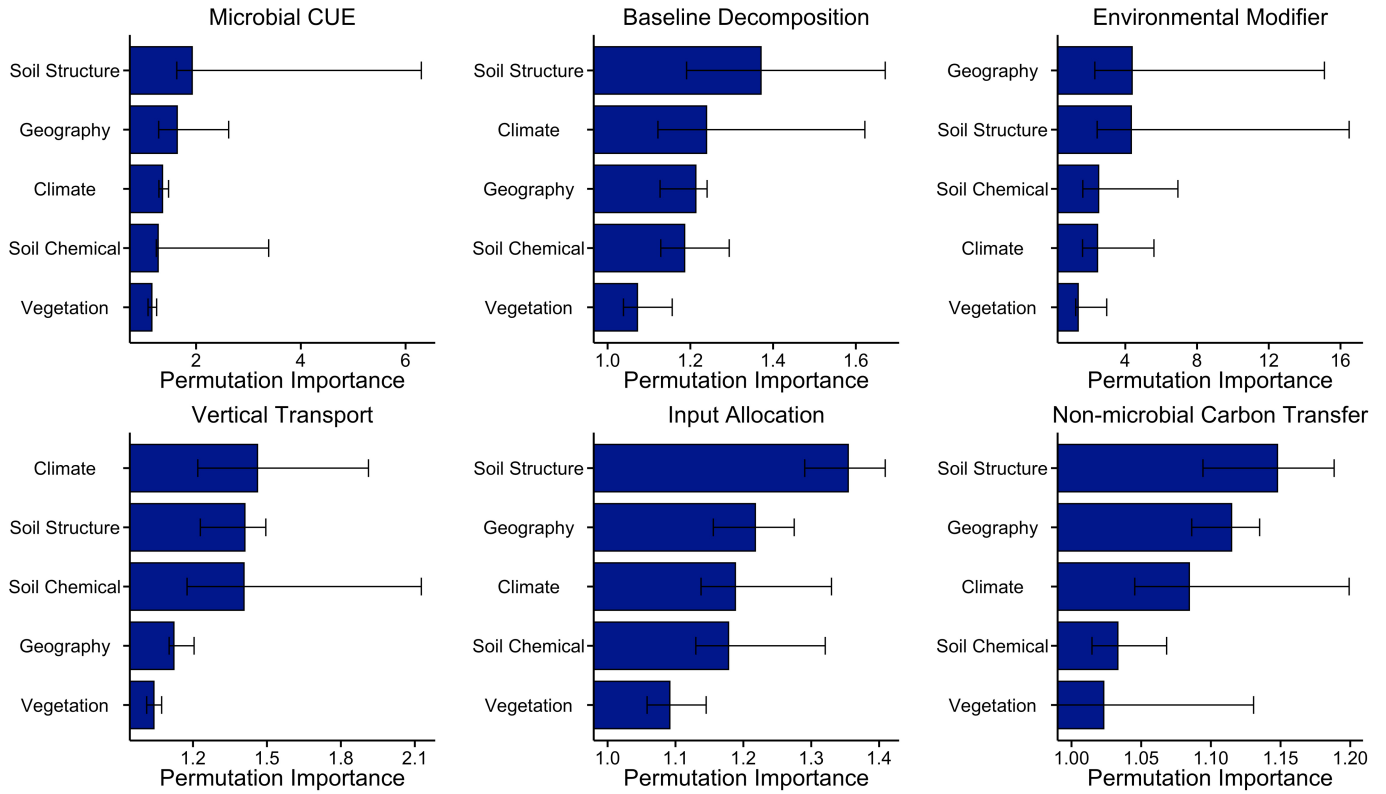 Microbial CUE
Soil Structure
Geography
Climate
Soil Chemical
Vegetation
2 4 6
Permutation Importance
Baseline Decomposition
Soil Structure
Climate
Geography
Soil Chemical
Vegetation
1.0 1.2 1.4 1.6
Permutation Importance
Environmental Modifier
Geography
Soil Structure
Soil Chemical
Climate
Vegetation
4 8 12 16
Permutation Importance
Vertical Transport
Climate
Soil Structure
Soil Chemical
Geography
Vegetation
1.2 1.5 1.8 2.1
Permutation Importance
Input Allocation
Soil Structure
Geography
Climate
Soil Chemical
Vegetation
1.0 1.1 1.2 1.3 1.4
Permutation Importance
Non-microbial Carbon Transfer
Soil Structure
Geography
Climate
Soil Chemical
Vegetation
1.00 1.05 1.10 1.15 1.20
Permutation Importance